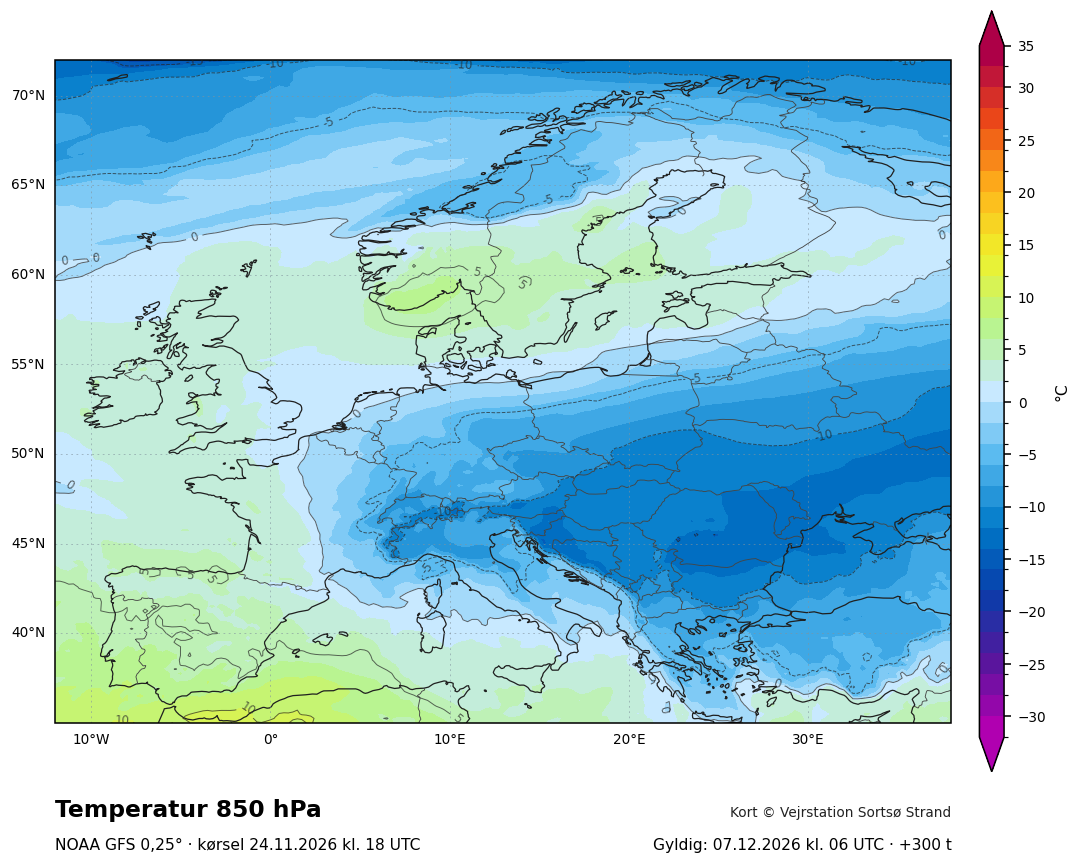 35
30
25
20
15
10
5
0
−5
−10
−15
−20
−25
−30
°C
70°N
65°N
60°N
55°N
50°N
45°N
40°N
10°W
0°
10°E
20°E
30°E
Temperatur 850 hPa
Kort © Vejrstation Sortsø Strand
NOAA GFS 0,25° · kørsel 24.11.2026 kl. 18 UTC
Gyldig: 07.12.2026 kl. 06 UTC · +300 t